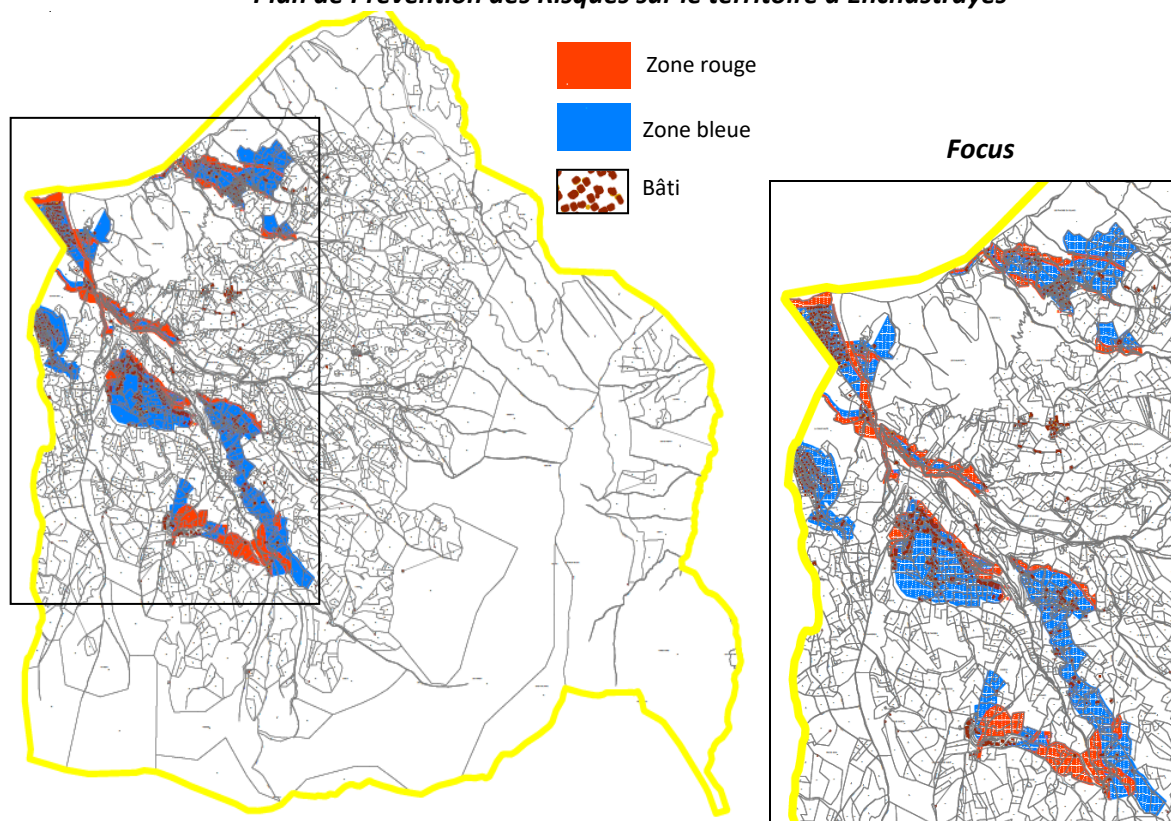 Plan de Prévention des Risques sur le territoire d'Enchastrayes
Zone rouge
Zone bleue
Bâti
Focus